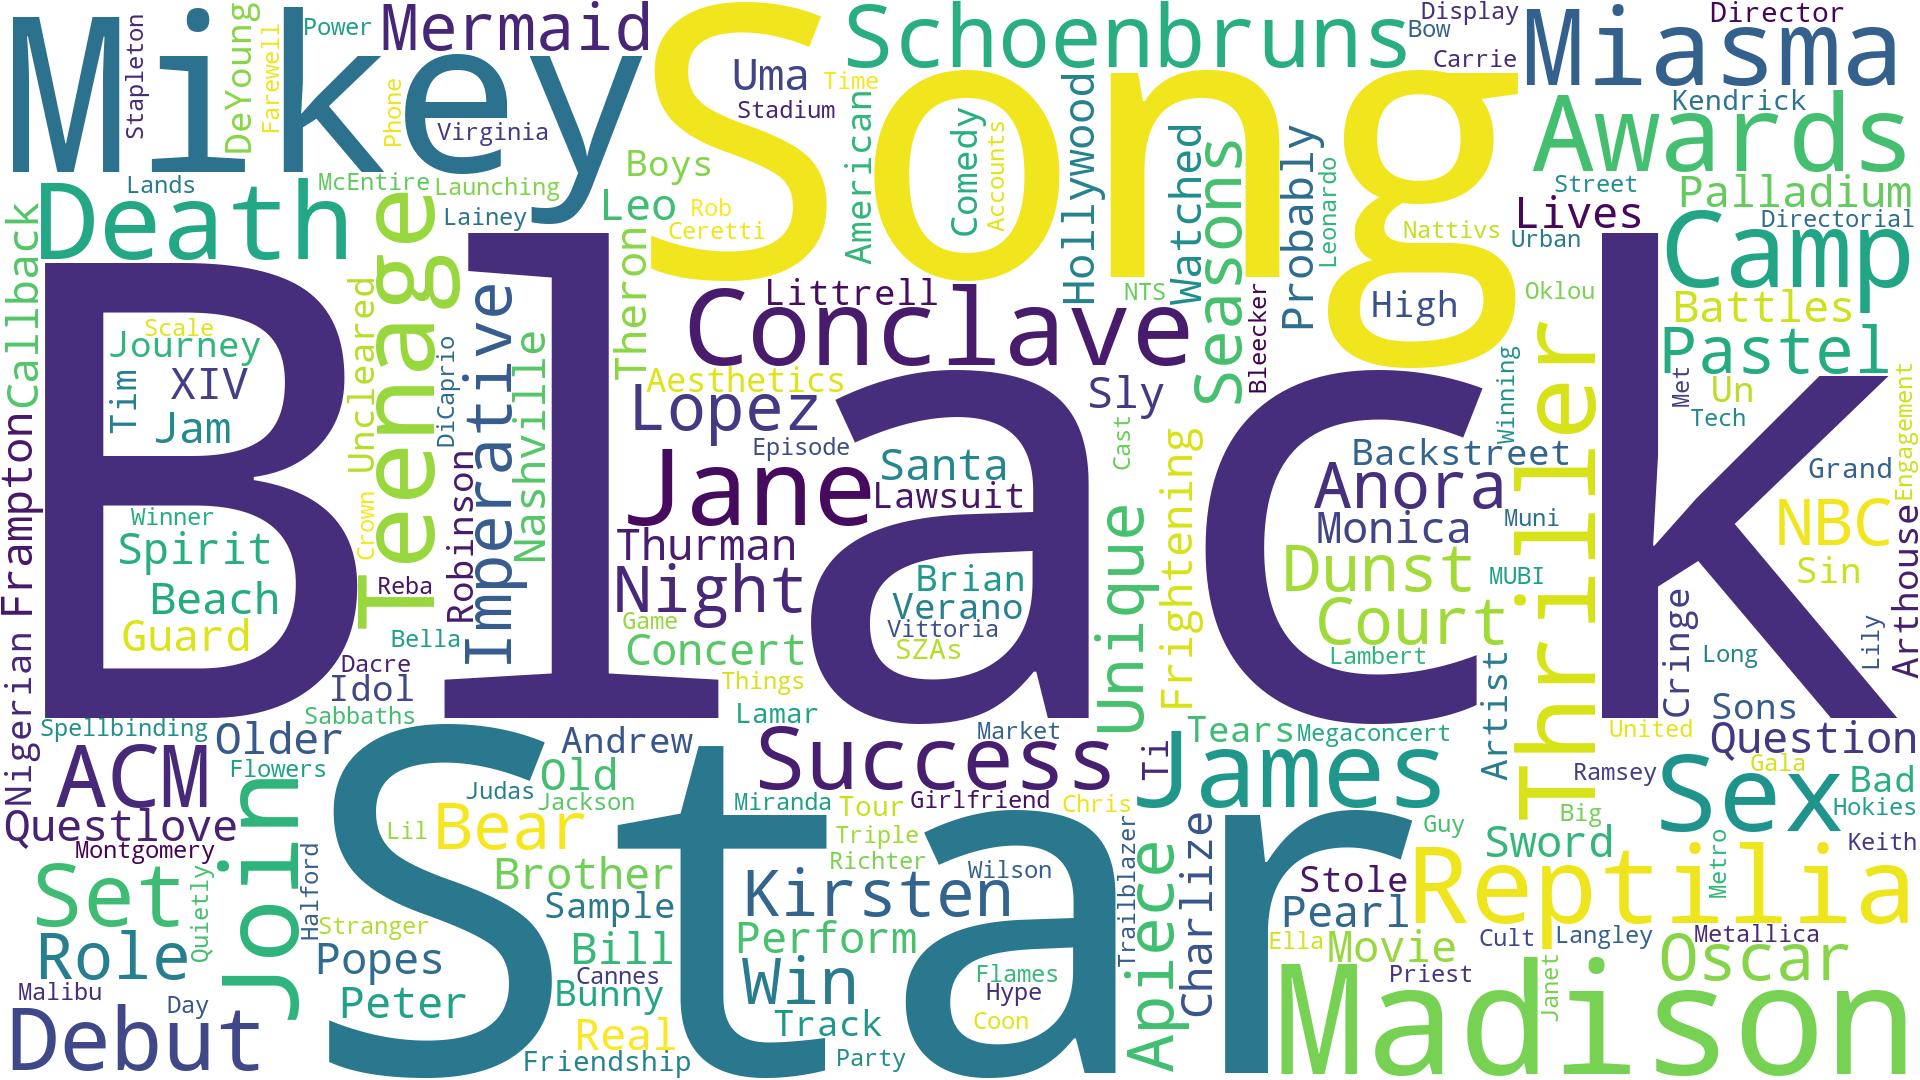 Mikey
Song
Black
Star
Stapleton
DeYoung
Farewell
Power
Phone
Mermaid
Virginia
Schoenbruns
Uma
Time
Stadium
Display
Bow
Carrie
Miasma
Director
Kendrick
Awards
Street
Palladium
Lives
Directorial
Urban
Camp
Oklou
Battles
Pastel
Death
Lands
McEntire
Launching
Lainey
Boys
Leo
Rob
Ceretti
American
Comedy
Accounts
Hollywood
Watched
Seasons
Probably
Leonardo
Nattivs
High
Callback
Teenage
Theron
Conclave
Littrell
NTS
Bleecker
Scale
Journey
Tim
XIV
Jam
Uncleared
DiCaprio
Imperative
Nashville
Aesthetics
Lopez
Episode
Sly
Cast
Winning
Thriller
Met
Un
Tech
Engagement
Frampton
Robinson
Jane
Santa
Lawsuit
Backstreet
Anora
Monica
Muni
Grand
NBC
Sin
Arthouse
Winner
Spirit
Beach
Guard
Crown
Reba
Bella
Thurman
Night
Game
Concert
Things
Brian
Verano
Vittoria
SZAs
Unique
Frightening
Dunst
Court
Lambert
MUBI
Artist
Cringe
Long
Lily
Nigerian
Dacre
Idol
Sabbaths
Spellbinding
Older
Flowers
ACM
Questlove
Montgomery
Join
Andrew
Old
Judas
Jackson
Lil
Bear
Lamar
Market
Success
Miranda
Tour
Girlfriend
Chris
Triple
Richter
Tears
Megaconcert
Ti
James
United
Sons
Question
Gala
Ramsey
Sex
Bad
Hokies
Big
Guy
Sword
Metro
Keith
Set
Quietly
Halford
Stranger
Role
Popes
Malibu
Day
Peter
Debut
Brother
Sample
Bill
Cannes
Bunny
Real
Friendship
Kirsten
Wilson
Perform
Win
Track
Party
Flames
Hype
Coon
Trailblazer
Apiece
Charlize
Stole
Pearl
Ella
Movie
Reptilia
Cult
Langley
Metallica
Priest
Janet
Oscar
Madison